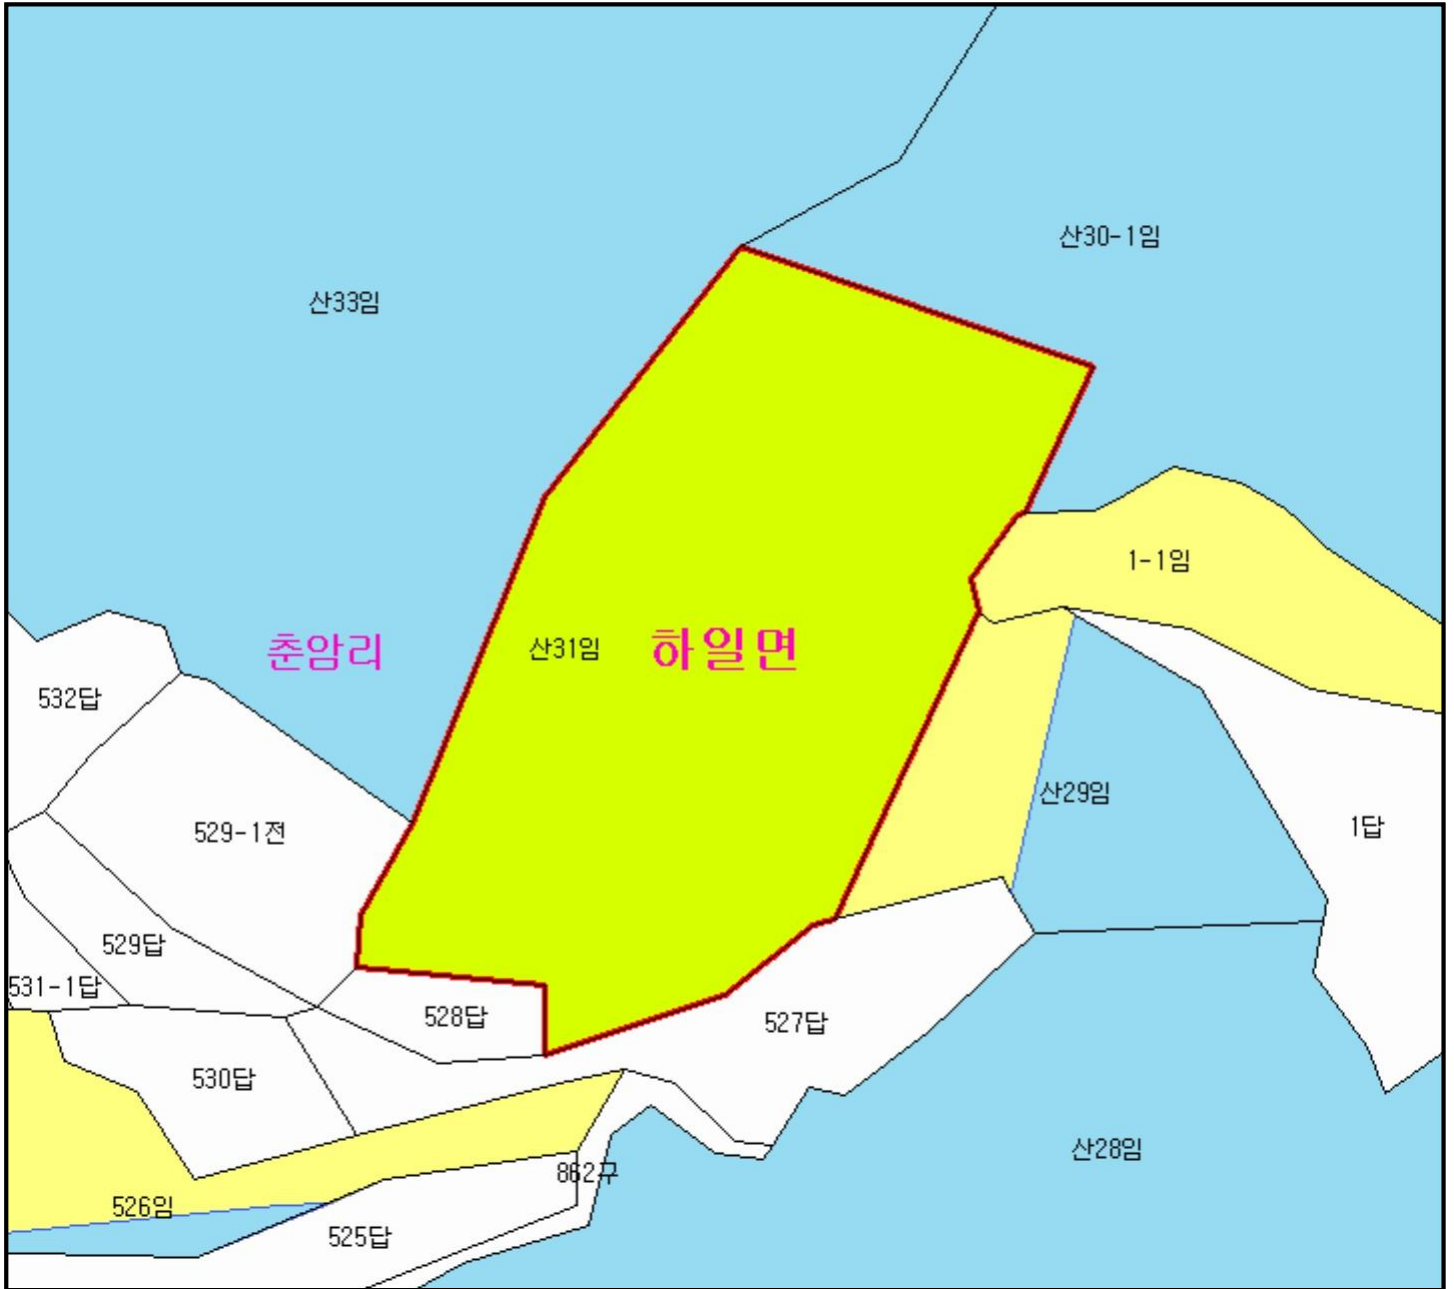 산30-1임
산33임
1-1임
춘암리
산31임
하일면
532답
산29임
529-1전
1답
529답
531-1답
528답
527답
530답
산28임
862구
526임
525답